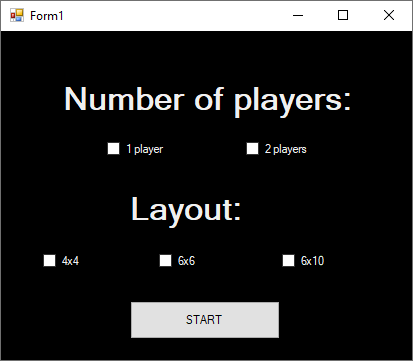 Form1
Number of players:
1 player 2 players
Layout:
4x4 6x6 6x10
START